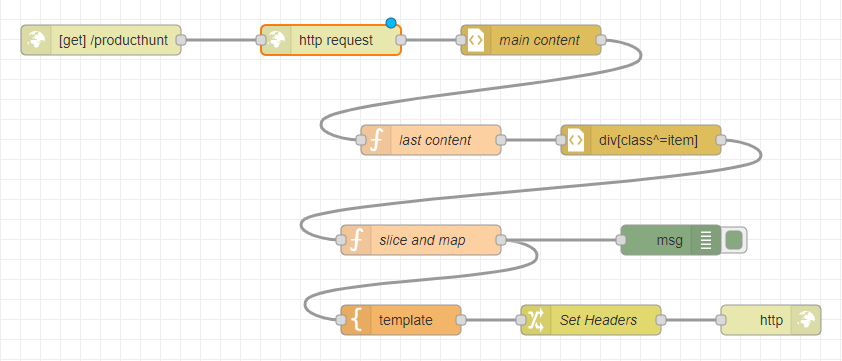 [get] /producthunt
http request
main content
last content
div[class^=item]
slice and map
msg
template
Set Headers
http